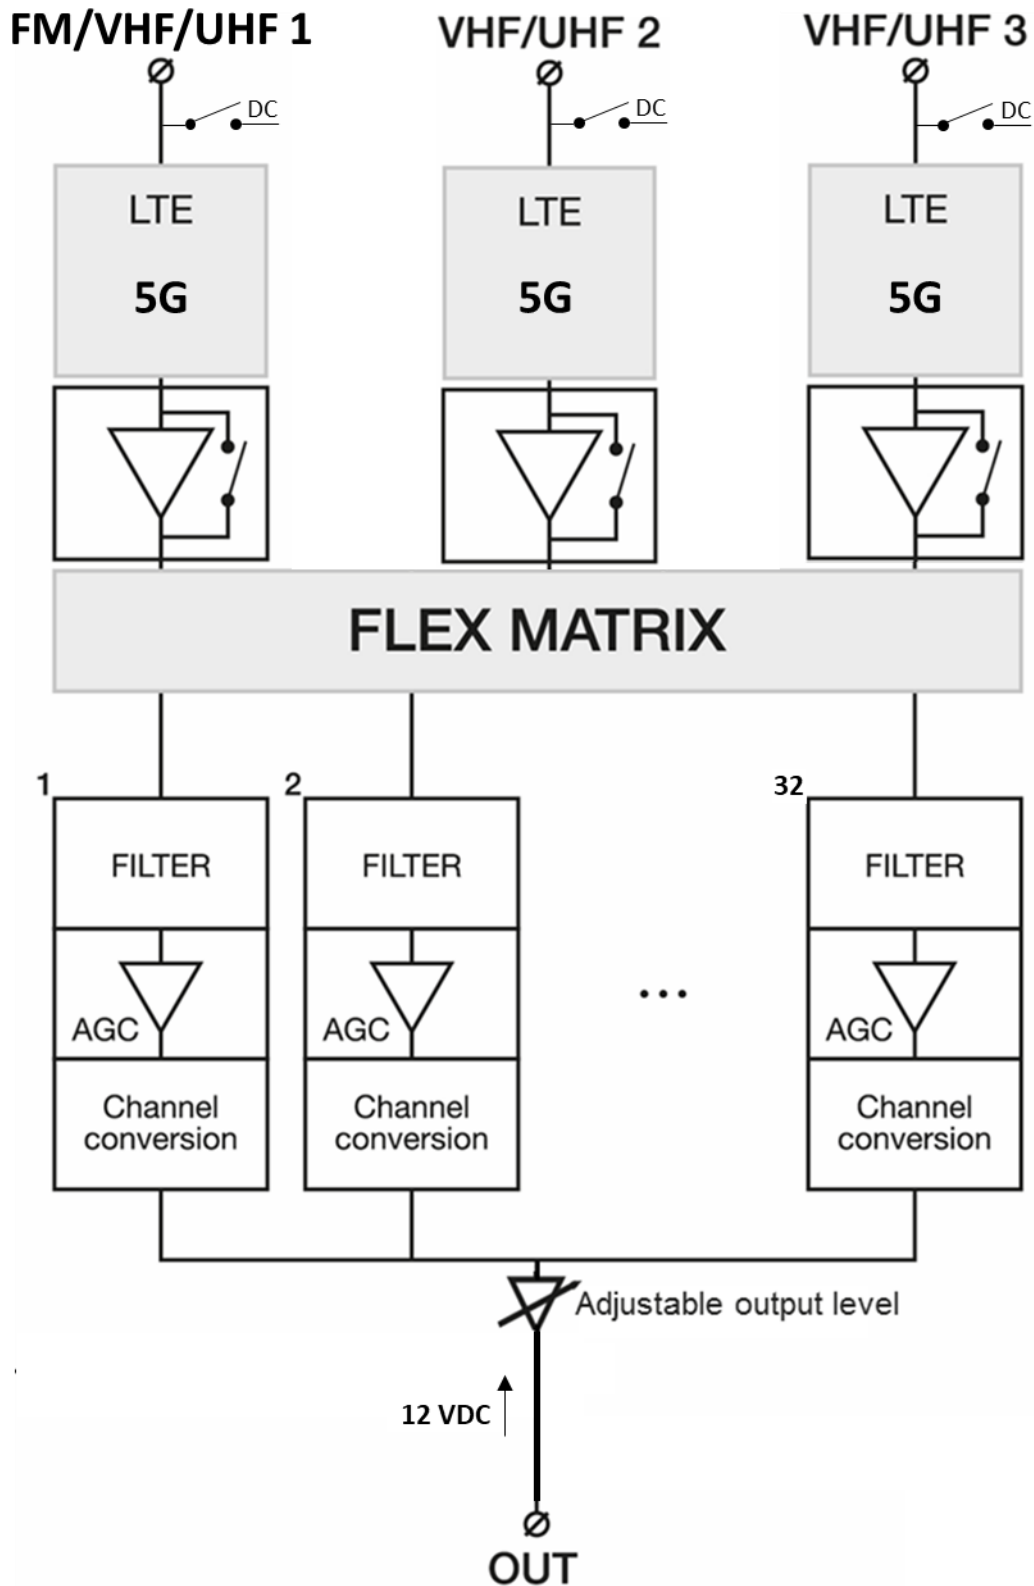 FM/VHF/UHF 1
VHF/UHF 2
VHF/UHF 3
DC
DC
DC
LTE
5G
LTE
5G
LTE
5G
FLEX MATRIX
1
2
32
FILTER
FILTER
FILTER
AGC
AGC
...
AGC
Channel
conversion
Channel
conversion
Channel
conversion
Adjustable output level
12 VDC
OUT